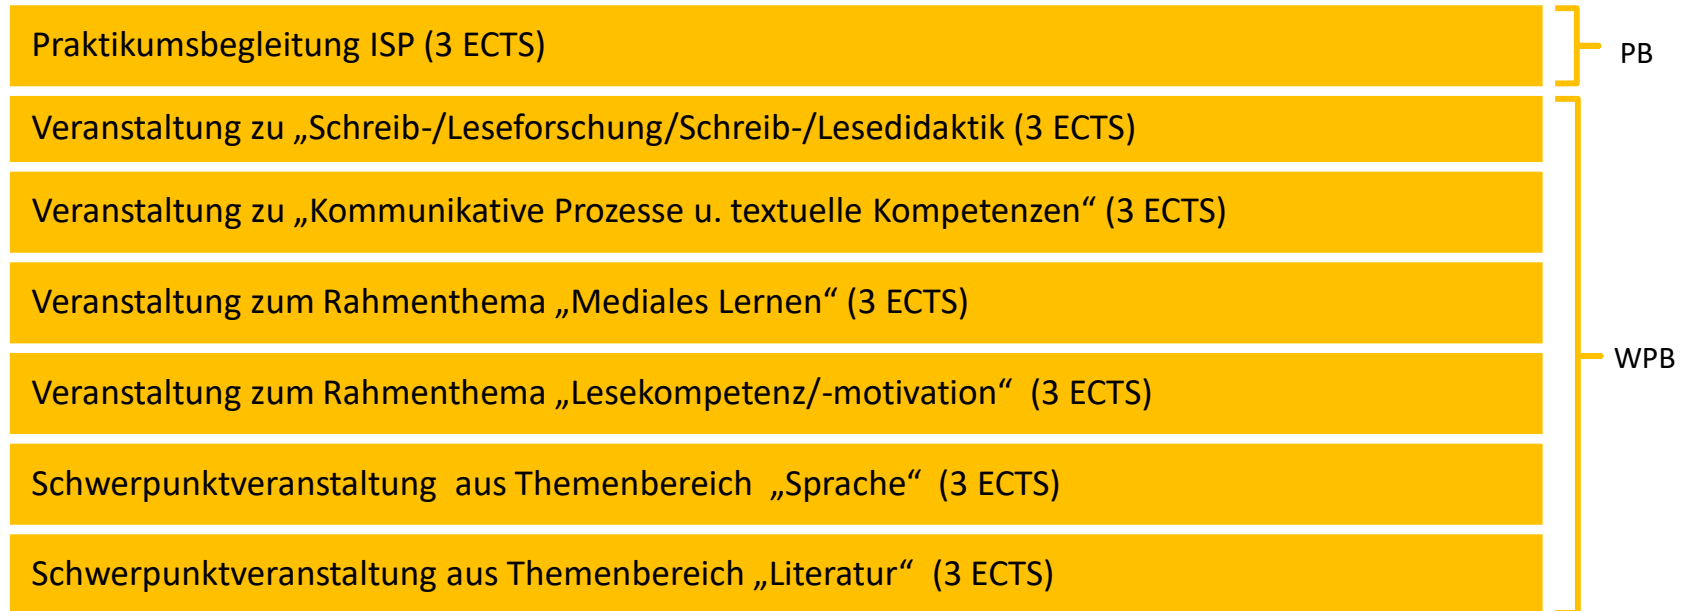 Praktikumsbegleitung ISP (3 ECTS)
PB
Veranstaltung zu „Schreib-/Leseforschung/Schreib-/Lesedidaktik (3 ECTS)
Veranstaltung zu „Kommunikative Prozesse u. textuelle Kompetenzen“ (3 ECTS)
Veranstaltung zum Rahmenthema „Mediales Lernen“ (3 ECTS)
WPB
Veranstaltung zum Rahmenthema „Lesekompetenz/-motivation“ (3 ECTS)
Schwerpunktveranstaltung aus Themenbereich „Sprache“ (3 ECTS)
Schwerpunktveranstaltung aus Themenbereich „Literatur“ (3 ECTS)